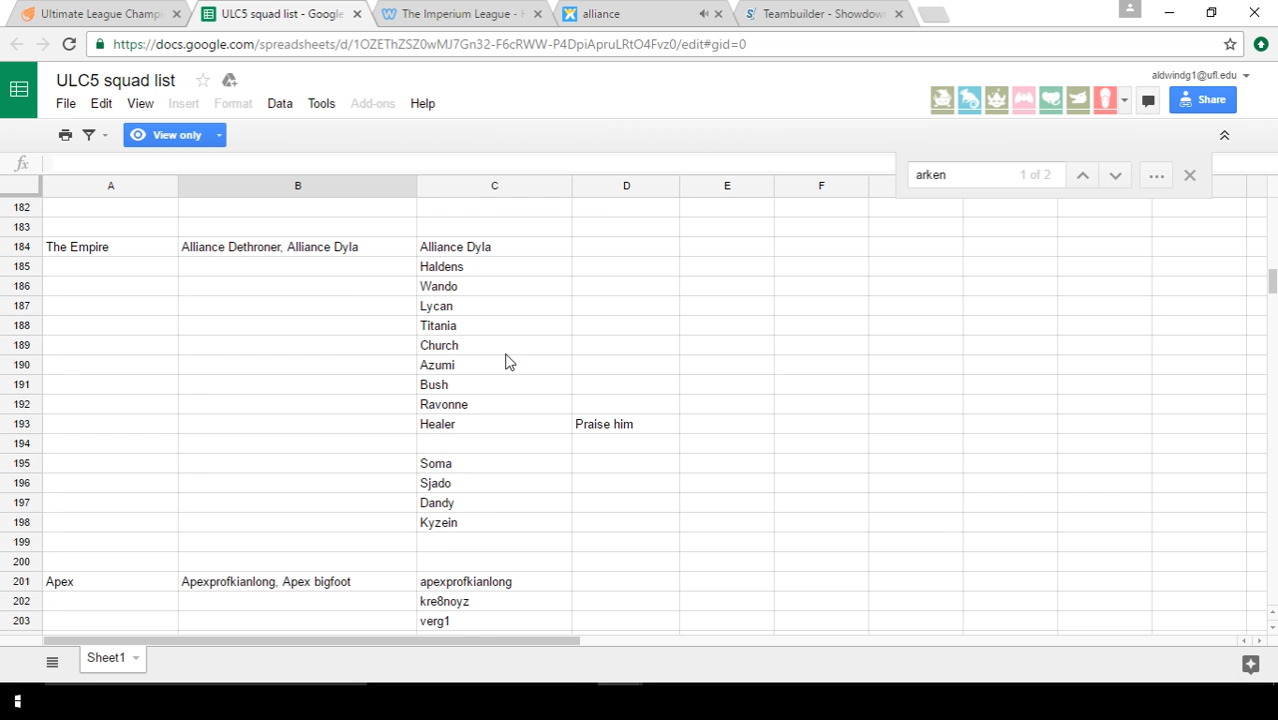 Ultimate League Champi
ULC5 squad list - Google
The Imperium League - H
alliance
Teambuilder - Showdown
https://docs.google.com/spreadsheets/d/1OZEThZSZ0wMJ7Gn32-F6cRWW-P4DpiApruLRtO4Fvz0/edit#gid=0
ULC5 squad list
aldwindg1@ufl.edu
File Edit View Insert Format Data Tools Add-ons Help
Share
View only
fx
arken 1 of 2
A B C D E F
182
183
184 The Empire Alliance Dethroner, Alliance Dyla Alliance Dyla
185 Haldens
186 Wando
187 Lycan
188 Titania
189 Church
190 Azumi
191 Bush
192 Ravonne
193 Healer Praise him
194
195 Soma
196 Sjado
197 Dandy
198 Kyzein
199
200
201 Apex Apexprofkianlong, Apex bigfoot apexprofkianlong
202 kre8noyz
203 verg1
Sheet1